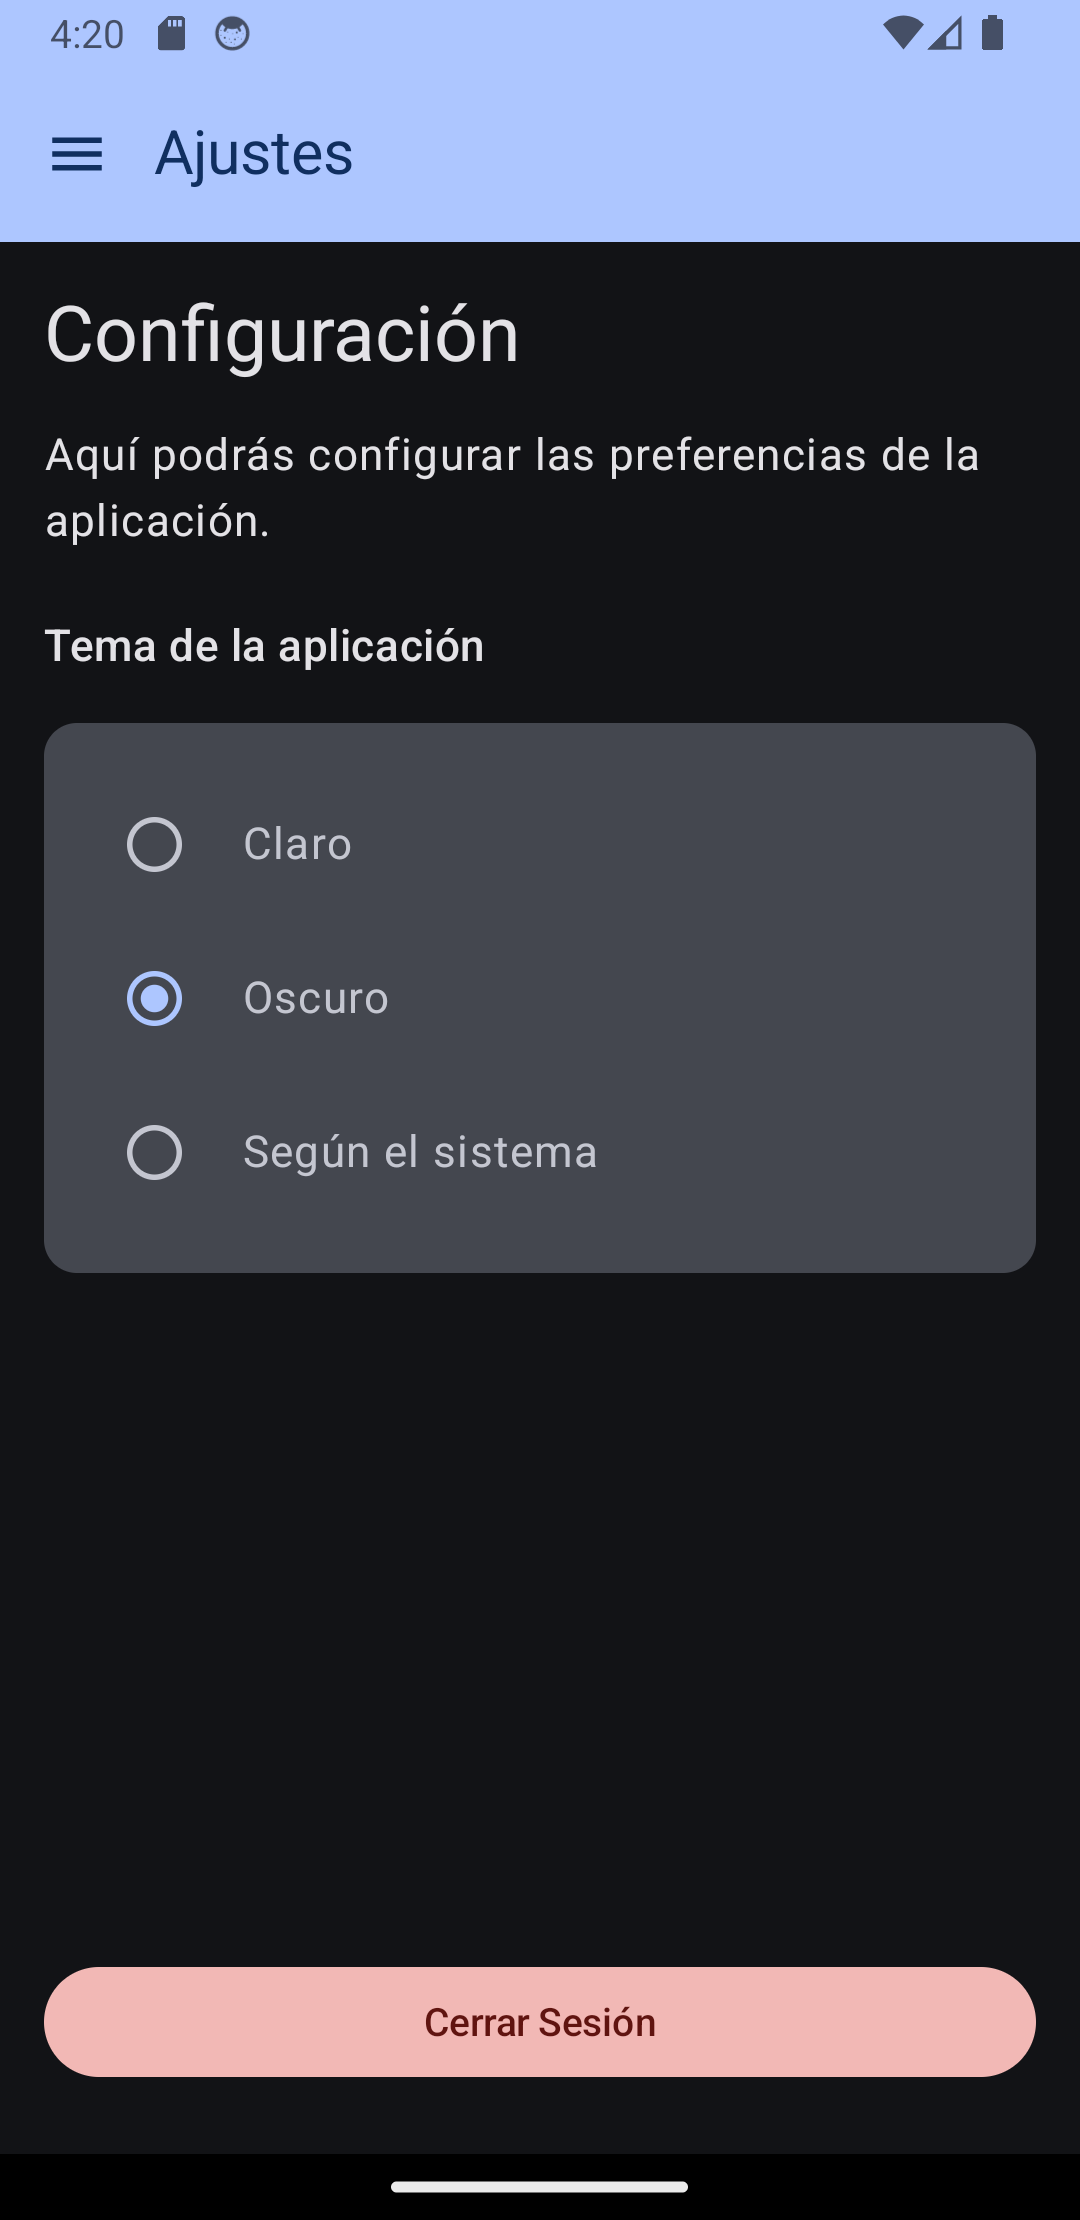 4:20
Ajustes
Configuración
Aquí podrás configurar las preferencias de la
aplicación.
Tema de la aplicación
Claro
Oscuro
Según el sistema
Cerrar Sesión